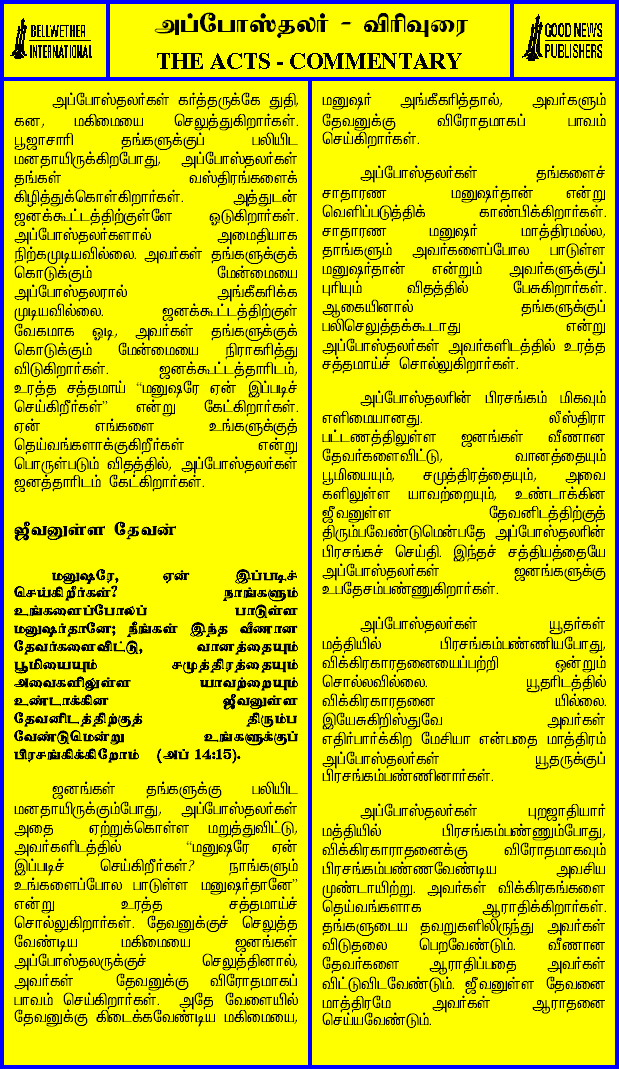 BELLWETHER
INTERNATIONAL
அப்போஸ்தலர் - விரிவுரை
THE ACTS - COMMENTARY
GOOD NEWS
PUBLISHERS
அப்போஸ்தலர்கள் கர்த்தருக்கே துதி,
கன, மகிமையை செலுத்துகிறார்கள்.
பூஜாசாரி தங்களுக்குப் பலியிட
மனதாயிருக்கிறபோது, அப்போஸ்தலர்கள்
தங்கள் வஸ்திரங்களைக்
கிழித்துக்கொள்கிறார்கள். அத்துடன்
ஜனக்கூட்டத்திற்குள்ளே ஓடுகிறார்கள்.
அப்போஸ்தலர்களால் அமைதியாக
நிற்கமுடியவில்லை. அவர்கள் தங்களுக்குக்
கொடுக்கும் மேன்மையை
அப்போஸ்தலரால் அங்கீகரிக்க
முடியவில்லை. ஜனக்கூட்டத்திற்குள்
வேகமாக ஓடி, அவர்கள் தங்களுக்குக்
கொடுக்கும் மேன்மையை நிராகரித்து
விடுகிறார்கள். ஜனக்கூட்டத்தாரிடம்,
உரத்த சத்தமாய் “மனுஷரே ஏன் இப்படிச்
செய்கிறீர்கள்” என்று கேட்கிறார்கள்.
ஏன் எங்களை உங்களுக்குத்
தெய்வங்களாக்குகிறீர்கள் என்று
பொருள்படும் விதத்தில், அப்போஸ்தலர்கள்
ஜனத்தாரிடம் கேட்கிறார்கள்.
ஜீவனுள்ள தேவன்
மனுஷரே, ஏன் இப்படிச்
செய்கிறீர்கள்? நாங்களும்
உங்களைப்போலப் பாடுள்ள
மனுஷர்தானே; நீங்கள் இந்த வீணான
தேவர்களைவிட்டு, வானத்தையும்
பூமியையும் சமுத்திரத்தையும்
அவைகளிலுள்ள யாவற்றையும்
உண்டாக்கின ஜீவனுள்ள
தேவனிடத்திற்குத் திரும்ப
வேண்டுமென்று உங்களுக்குப்
பிரசங்கிக்கிறோம் (அப் 14:15).
ஜனங்கள் தங்களுக்கு பலியிட
மனதாயிருக்கும்போது, அப்போஸ்தலர்கள்
அதை ஏற்றுக்கொள்ள மறுத்துவிட்டு,
அவர்களிடத்தில் “மனுஷரே ஏன்
இப்படிச் செய்கிறீர்கள்? நாங்களும்
உங்களைப்போல பாடுள்ள மனுஷர்தானே”
என்று உரத்த சத்தமாய்ச்
சொல்லுகிறார்கள். தேவனுக்குச் செலுத்த
வேண்டிய மகிமையை ஜனங்கள்
அப்போஸ்தலருக்குச் செலுத்தினால்,
அவர்கள் தேவனுக்கு விரோதமாகப்
பாவம் செய்கிறார்கள். அதே வேளையில்
தேவனுக்கு கிடைக்கவேண்டிய மகிமையை,
மனுஷர் அங்கீகரித்தால், அவர்களும்
தேவனுக்கு விரோதமாகப் பாவம்
செய்கிறார்கள்.
அப்போஸ்தலர்கள் தங்களைச்
சாதாரண மனுஷர்தான் என்று
வெளிப்படுத்திக் காண்பிக்கிறார்கள்.
சாதாரண மனுஷர் மாத்திரமல்ல,
தாங்களும் அவர்களைப்போல பாடுள்ள
மனுஷர்தான் என்றும் அவர்களுக்குப்
புரியும் விதத்தில் பேசுகிறார்கள்.
ஆகையினால் தங்களுக்குப்
பலிசெலுத்தக்கூடாது என்று
அப்போஸ்தலர்கள் அவர்களிடத்தில் உரத்த
சத்தமாய்ச் சொல்லுகிறார்கள்.
அப்போஸ்தலரின் பிரசங்கம் மிகவும்
எளிமையானது. லீஸ்திரா
பட்டணத்திலுள்ள ஜனங்கள் வீணான
தேவர்களைவிட்டு, வானத்தையும்
பூமியையும், சமுத்திரத்தையும், அவை
களிலுள்ள யாவற்றையும், உண்டாக்கின
ஜீவனுள்ள தேவனிடத்திற்குத்
திரும்பவேண்டுமென்பதே அப்போஸ்தலரின்
பிரசங்கச் செய்தி. இந்தச் சத்தியத்தையே
அப்போஸ்தலர்கள் ஜனங்களுக்கு
உபதேசம்பண்ணுகிறார்கள்.
அப்போஸ்தலர்கள் யூதர்கள்
மத்தியில் பிரசங்கம்பண்ணியபோது,
விக்கிரகாரதனையைப்பற்றி ஒன்றும்
சொல்லவில்லை. யூதரிடத்தில்
விக்கிரகாரதனை யில்லை.
இயேசுகிறிஸ்துவே அவர்கள்
எதிர்பார்க்கிற மேசியா என்பதை மாத்திரம்
அப்போஸ்தலர்கள் யூதருக்குப்
பிரசங்கம்பண்ணினார்கள்.
அப்போஸ்தலர்கள் புறஜாதியார்
மத்தியில் பிரசங்கம்பண்ணும்போது,
விக்கிரகாராதனைக்கு விரோதமாகவும்
பிரசங்கம்பண்ணவேண்டிய அவசிய
முண்டாயிற்று. அவர்கள் விக்கிரகங்களை
தெய்வங்களாக ஆராதிக்கிறார்கள்.
தங்களுடைய தவறுகளிலிருந்து அவர்கள்
விடுதலை பெறவேண்டும். வீணான
தேவர்களை ஆராதிப்பதை அவர்கள்
விட்டுவிடவேண்டும். ஜீவனுள்ள தேவனை
மாத்திரமே அவர்கள் ஆராதனை
செய்யவேண்டும்.